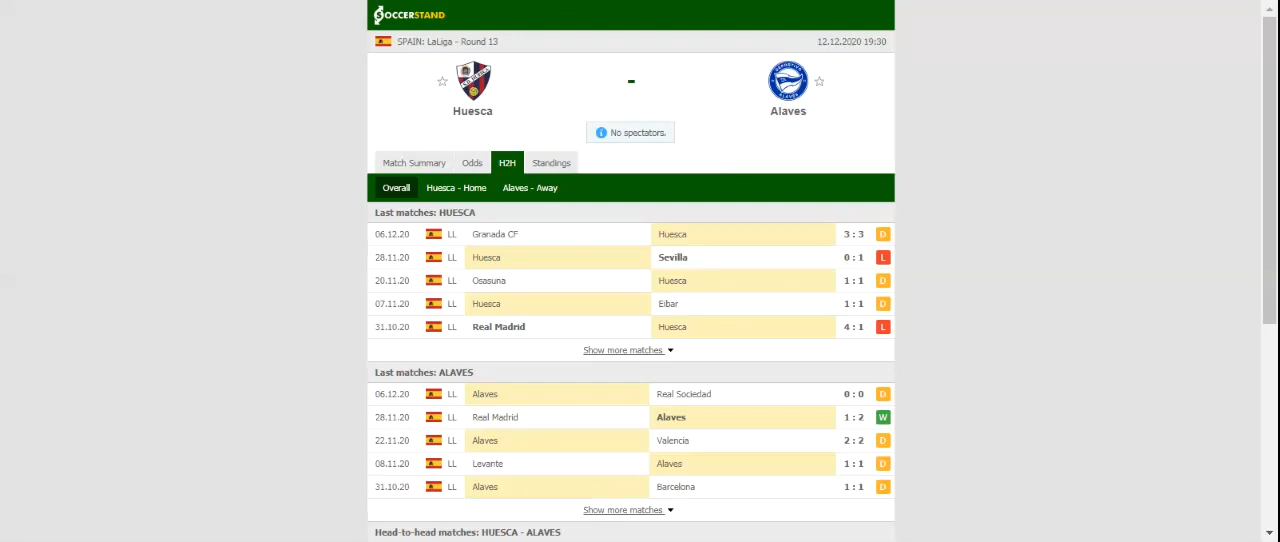 SOCCERSTAND
SPAIN: LaLiga - Round 13 12.12.2020 19:30
-
Huesca Alaves
No spectators.
Match Summary Odds H2H Standings
Overall Huesca - Home Alaves - Away
Last matches: HUESCA
06.12.20 LL Granada CF Huesca 3 : 3 D
28.11.20 LL Huesca Sevilla 0 : 1 L
20.11.20 LL Osasuna Huesca 1 : 1 D
07.11.20 LL Huesca Eibar 1 : 1 D
31.10.20 LL Real Madrid Huesca 4 : 1 L
Show more matches
Last matches: ALAVES
06.12.20 LL Alaves Real Sociedad 0 : 0 D
28.11.20 LL Real Madrid Alaves 1 : 2 W
22.11.20 LL Alaves Valencia 2 : 2 D
08.11.20 LL Levante Alaves 1 : 1 D
31.10.20 LL Alaves Barcelona 1 : 1 D
Show more matches
Head-to-head matches: HUESCA - ALAVES